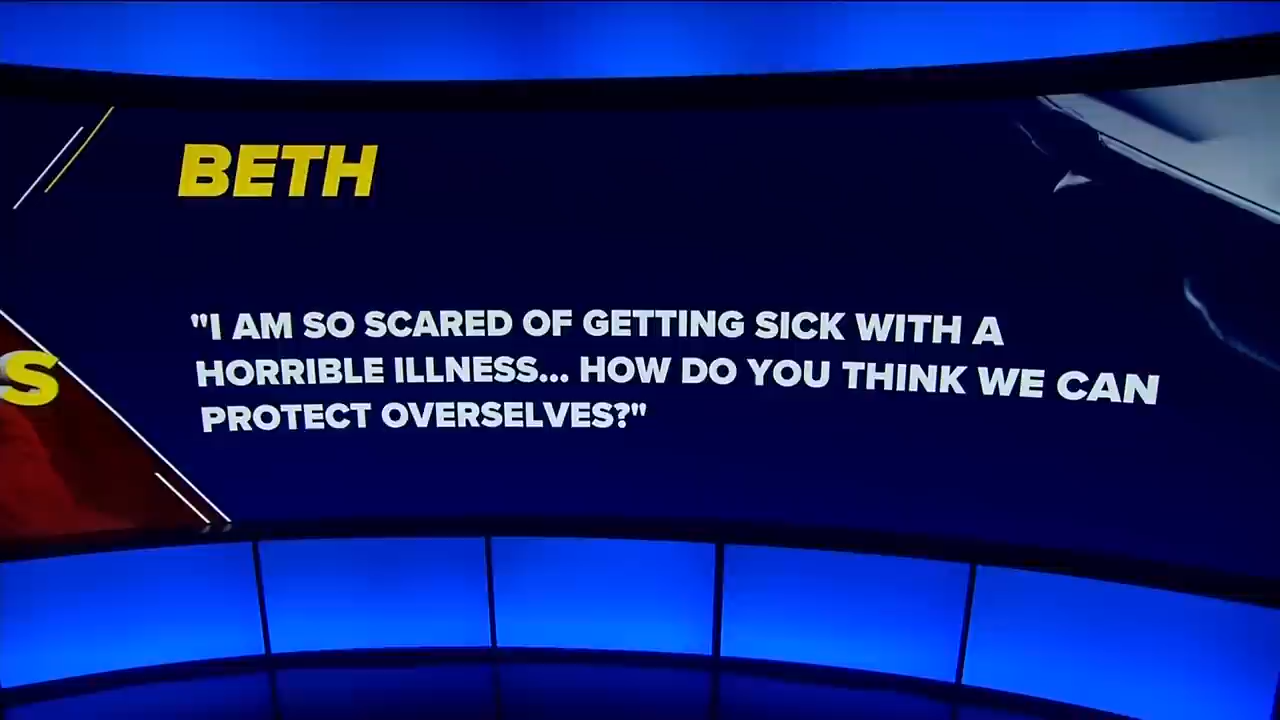 BETH
"I AM SO SCARED OF GETTING SICK WITH A
HORRIBLE ILLNESS... HOW DO YOU THINK WE CAN
PROTECT OVERSELVES?"
S